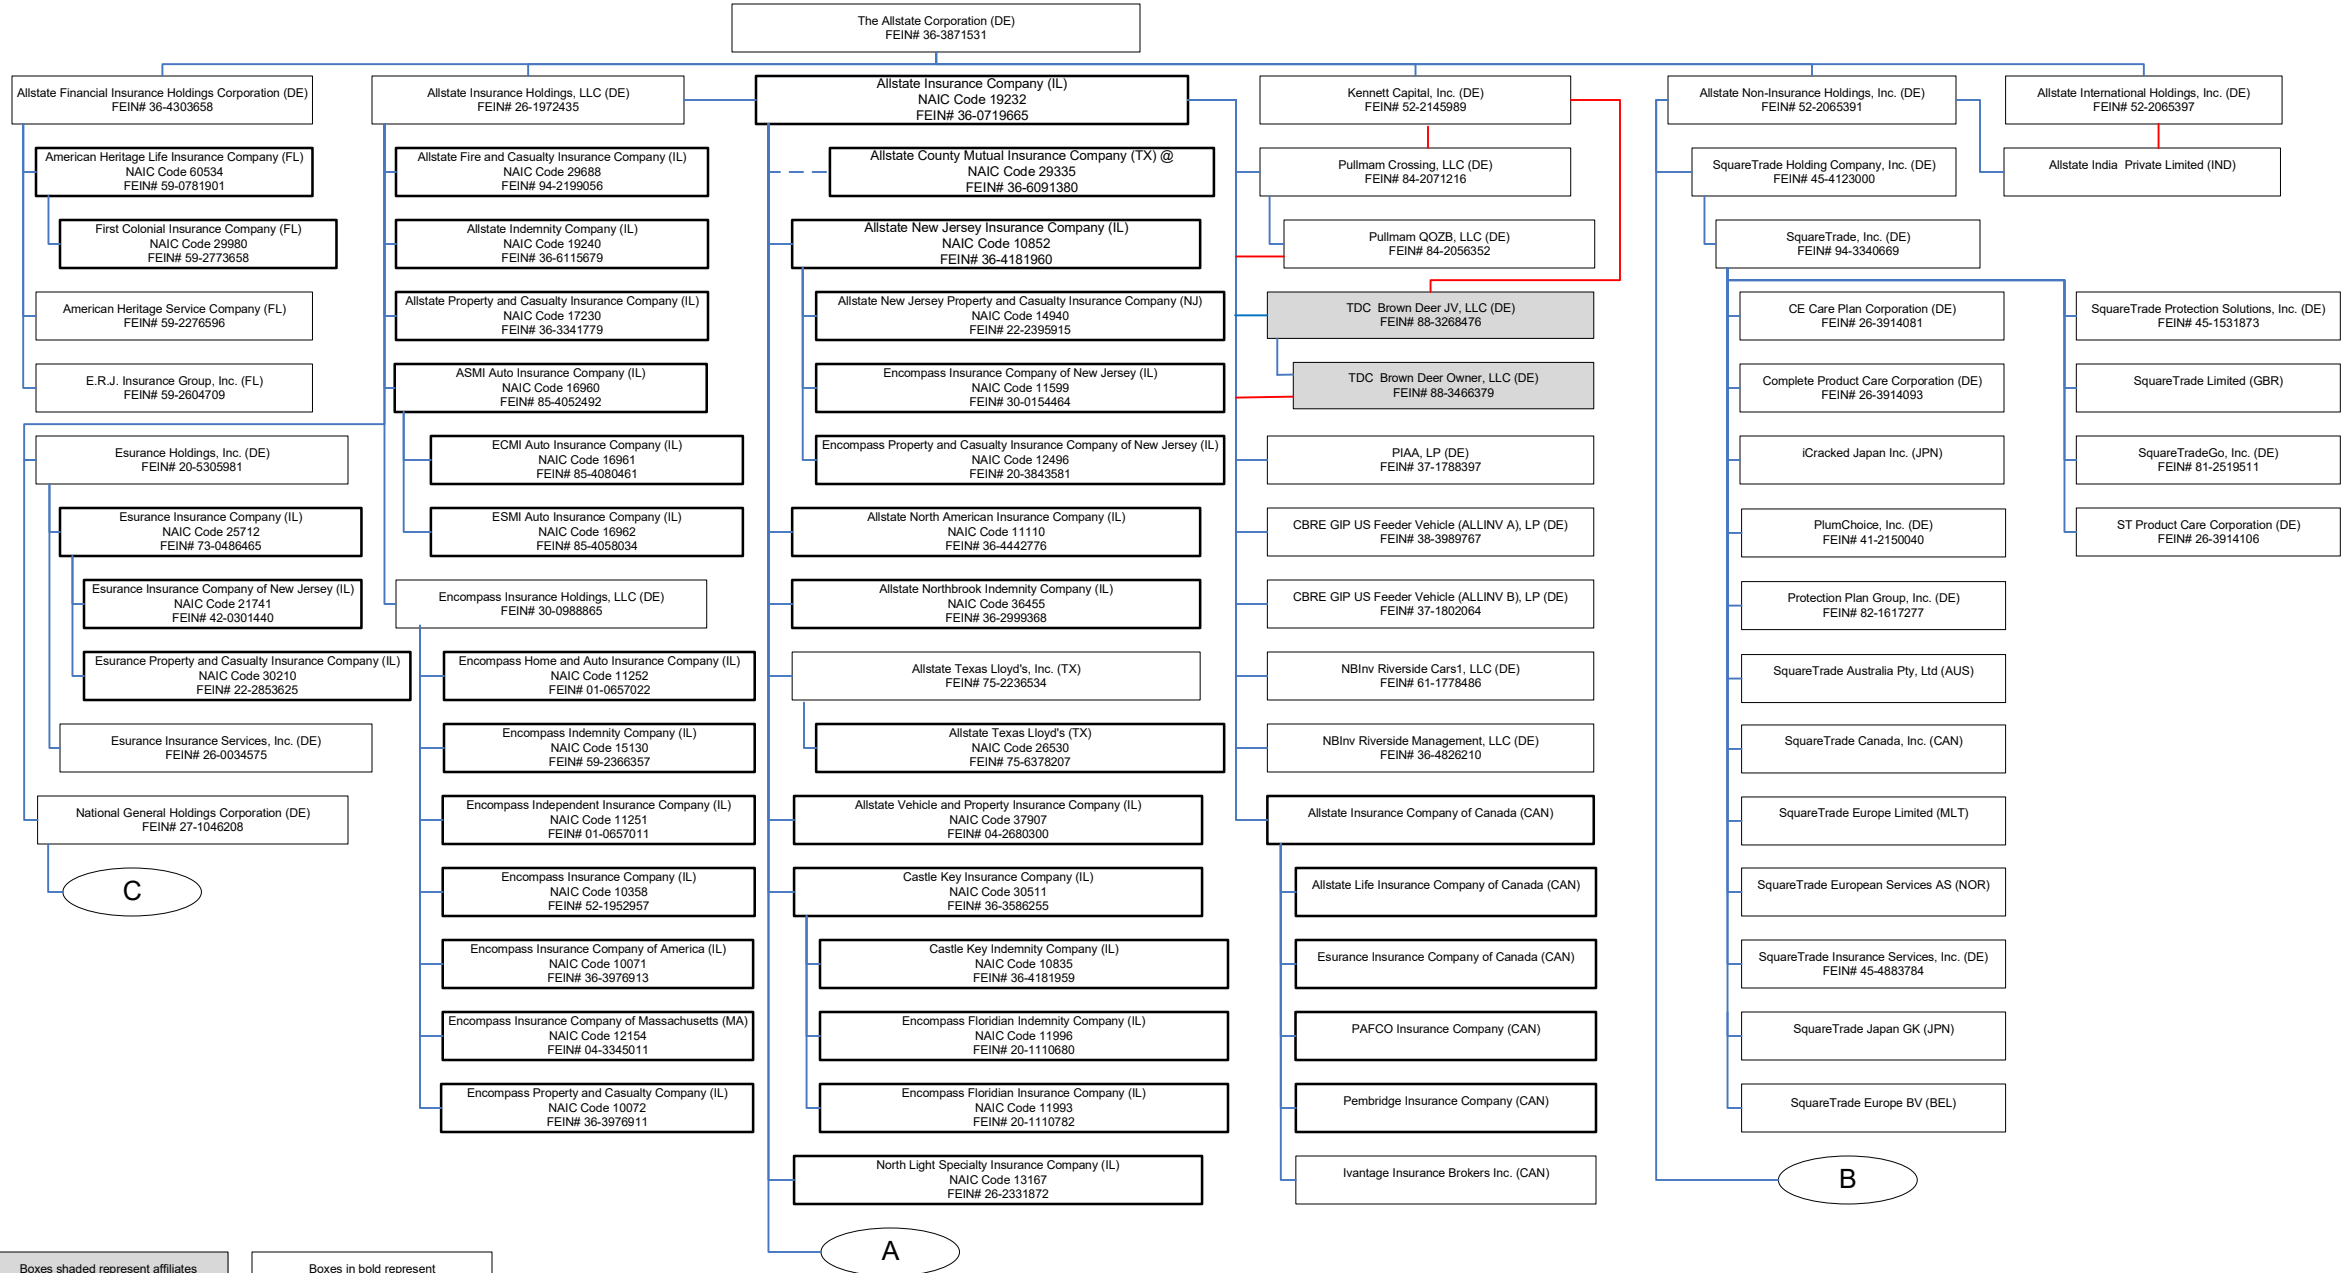 The Allstate Corporation (DE)
FEIN# 36-3871531
Allstate Financial Insurance Holdings Corporation (DE)
FEIN# 36-4303658
American Heritage Life Insurance Company (FL)
NAIC Code 60534
FEIN# 59-0781901
First Colonial Insurance Company (FL)
NAIC Code 29980
FEIN# 59-2773658
American Heritage Service Company (FL)
FEIN# 59-2276596
E.R.J. Insurance Group, Inc. (FL)
FEIN# 59-2604709
Allstate Insurance Holdings, LLC (DE)
FEIN# 26-1972435
Allstate Fire and Casualty Insurance Company (IL)
NAIC Code 29688
FEIN# 94-2199056
Allstate Indemnity Company (IL)
NAIC Code 19240
FEIN# 36-6115679
Allstate Property and Casualty Insurance Company (IL)
NAIC Code 17230
FEIN# 36-3341779
ASMI Auto Insurance Company (IL)
NAIC Code 16960
FEIN# 85-4052492
ECMI Auto Insurance Company (IL)
NAIC Code 16961
FEIN# 85-4080461
ESMI Auto Insurance Company (IL)
NAIC Code 16962
FEIN# 85-4058034
Encompass Insurance Holdings, LLC (DE)
FEIN# 30-0988865
Encompass Home and Auto Insurance Company (IL)
NAIC Code 11252
FEIN# 01-0657022
Encompass Indemnity Company (IL)
NAIC Code 15130
FEIN# 59-2366357
Encompass Independent Insurance Company (IL)
NAIC Code 11251
FEIN# 01-0657011
Encompass Insurance Company (IL)
NAIC Code 10358
FEIN# 52-1952957
Encompass Insurance Company of America (IL)
NAIC Code 10071
FEIN# 36-3976913
Encompass Insurance Company of Massachusetts (MA)
NAIC Code 12154
FEIN# 04-3345011
Encompass Property and Casualty Company (IL)
NAIC Code 10072
FEIN# 36-3976911
Esurance Holdings, Inc. (DE)
FEIN# 20-5305981
Esurance Insurance Company (IL)
NAIC Code 25712
FEIN# 73-0486465
Esurance Insurance Company of New Jersey (IL)
NAIC Code 21741
FEIN# 42-0301440
Esurance Property and Casualty Insurance Company (IL)
NAIC Code 30210
FEIN# 22-2853625
Esurance Insurance Services, Inc. (DE)
FEIN# 26-0034575
National General Holdings Corporation (DE)
FEIN# 27-1046208
C
Allstate Insurance Company (IL)
NAIC Code 19232
FEIN# 36-0719665
Allstate County Mutual Insurance Company (TX) @
NAIC Code 29335
FEIN# 36-6091380
Allstate New Jersey Insurance Company (IL)
NAIC Code 10852
FEIN# 36-4181960
Allstate New Jersey Property and Casualty Insurance Company (NJ)
NAIC Code 14940
FEIN# 22-2395915
Encompass Insurance Company of New Jersey (IL)
NAIC Code 11599
FEIN# 30-0154464
Encompass Property and Casualty Insurance Company of New Jersey (IL)
NAIC Code 12496
FEIN# 20-3843581
Allstate North American Insurance Company (IL)
NAIC Code 11110
FEIN# 36-4442776
Allstate Northbrook Indemnity Company (IL)
NAIC Code 36455
FEIN# 36-2999368
Allstate Texas Lloyd's, Inc. (TX)
FEIN# 75-2236534
Allstate Texas Lloyd's (TX)
NAIC Code 26530
FEIN# 75-6378207
Allstate Vehicle and Property Insurance Company (IL)
NAIC Code 37907
FEIN# 04-2680300
Castle Key Insurance Company (IL)
NAIC Code 30511
FEIN# 36-3586255
Castle Key Indemnity Company (IL)
NAIC Code 10835
FEIN# 36-4181959
Encompass Floridian Indemnity Company (IL)
NAIC Code 11996
FEIN# 20-1110680
Encompass Floridian Insurance Company (IL)
NAIC Code 11993
FEIN# 20-1110782
North Light Specialty Insurance Company (IL)
NAIC Code 13167
FEIN# 26-2331872
A
Kennett Capital, Inc. (DE)
FEIN# 52-2145989
Pullmam Crossing, LLC (DE)
FEIN# 84-2071216
Pullmam QOZB, LLC (DE)
FEIN# 84-2056352
TDC Brown Deer JV, LLC (DE)
FEIN# 88-3268476
TDC Brown Deer Owner, LLC (DE)
FEIN# 88-3466379
PIAA, LP (DE)
FEIN# 37-1788397
CBRE GIP US Feeder Vehicle (ALLINV A), LP (DE)
FEIN# 38-3989767
CBRE GIP US Feeder Vehicle (ALLINV B), LP (DE)
FEIN# 37-1802064
NBInv Riverside Cars1, LLC (DE)
FEIN# 61-1778486
NBInv Riverside Management, LLC (DE)
FEIN# 36-4826210
Allstate Insurance Company of Canada (CAN)
Allstate Life Insurance Company of Canada (CAN)
Esurance Insurance Company of Canada (CAN)
PAFCO Insurance Company (CAN)
Pembridge Insurance Company (CAN)
Ivantage Insurance Brokers Inc. (CAN)
Allstate Non-Insurance Holdings, Inc. (DE)
FEIN# 52-2065391
SquareTrade Holding Company, Inc. (DE)
FEIN# 45-4123000
SquareTrade, Inc. (DE)
FEIN# 94-3340669
CE Care Plan Corporation (DE)
FEIN# 26-3914081
Complete Product Care Corporation (DE)
FEIN# 26-3914093
iCracked Japan Inc. (JPN)
PlumChoice, Inc. (DE)
FEIN# 41-2150040
Protection Plan Group, Inc. (DE)
FEIN# 82-1617277
SquareTrade Australia Pty, Ltd (AUS)
SquareTrade Canada, Inc. (CAN)
SquareTrade Europe Limited (MLT)
SquareTrade European Services AS (NOR)
SquareTrade Insurance Services, Inc. (DE)
FEIN# 45-4883784
SquareTrade Japan GK (JPN)
SquareTrade Europe BV (BEL)
B
Allstate International Holdings, Inc. (DE)
FEIN# 52-2065397
Allstate India Private Limited (IND)
SquareTrade Protection Solutions, Inc. (DE)
FEIN# 45-1531873
SquareTrade Limited (GBR)
SquareTradeGo, Inc. (DE)
FEIN# 81-2519511
ST Product Care Corporation (DE)
FEIN# 26-3914106
Boxes shaded represent affiliates
Boxes in bold represent